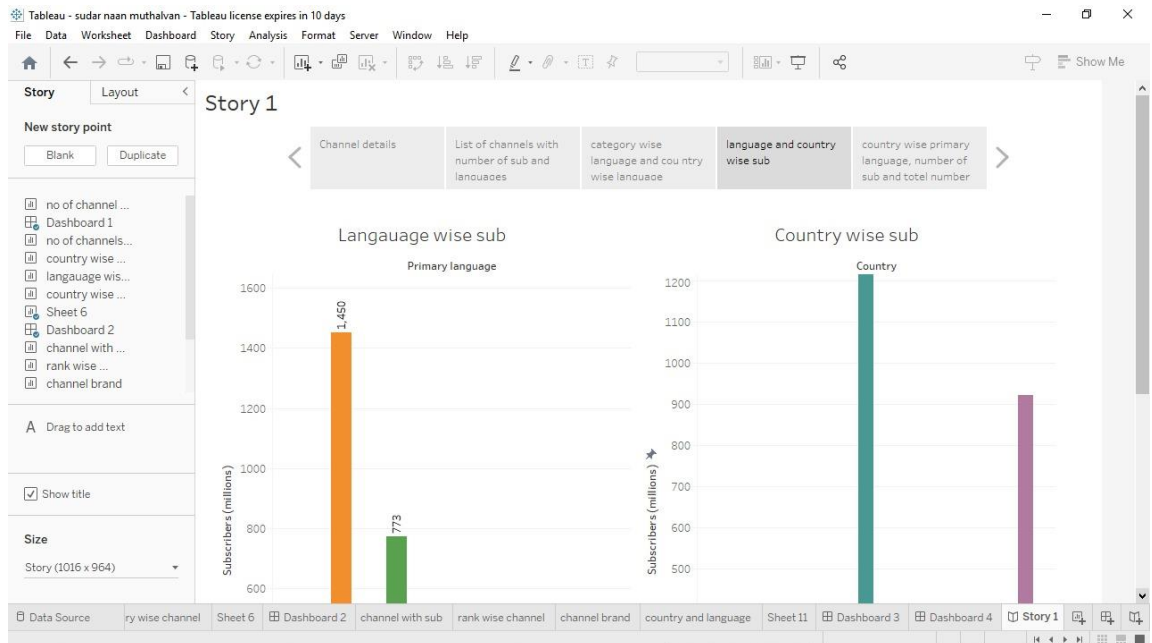 Tableau - sudar naan muthalvan - Tableau license expires in 10 days
File Data Worksheet Dashboard Story Analysis Format Server Window Help
Show Me
Story Layout
New story point
Blank Duplicate
no of channel ...
Dashboard 1
no of channels...
country wise ...
langauage wis...
country wise ...
Sheet 6
Dashboard 2
channel with ...
rank wise ...
channel brand
A Drag to add text
Show title
Size
Story (1016 x 964)
Story 1
Channel details
List of channels with
number of sub and
languages
category wise
language and cou ntry
wise language
language and country
wise sub
country wise primary
language, number of
sub and totel number
Langauage wise sub
Primary language
Subscribers (millions)
1600
1400
1200
1000
800
600
1,450
773
Country wise sub
Country
Subscribers (millions)
1200
1100
1000
900
800
700
600
500
Data Source ry wise channel Sheet 6 Dashboard 2 channel with sub rank wise channel channel brand country and language Sheet 11 Dashboard 3 Dashboard 4 Story 1